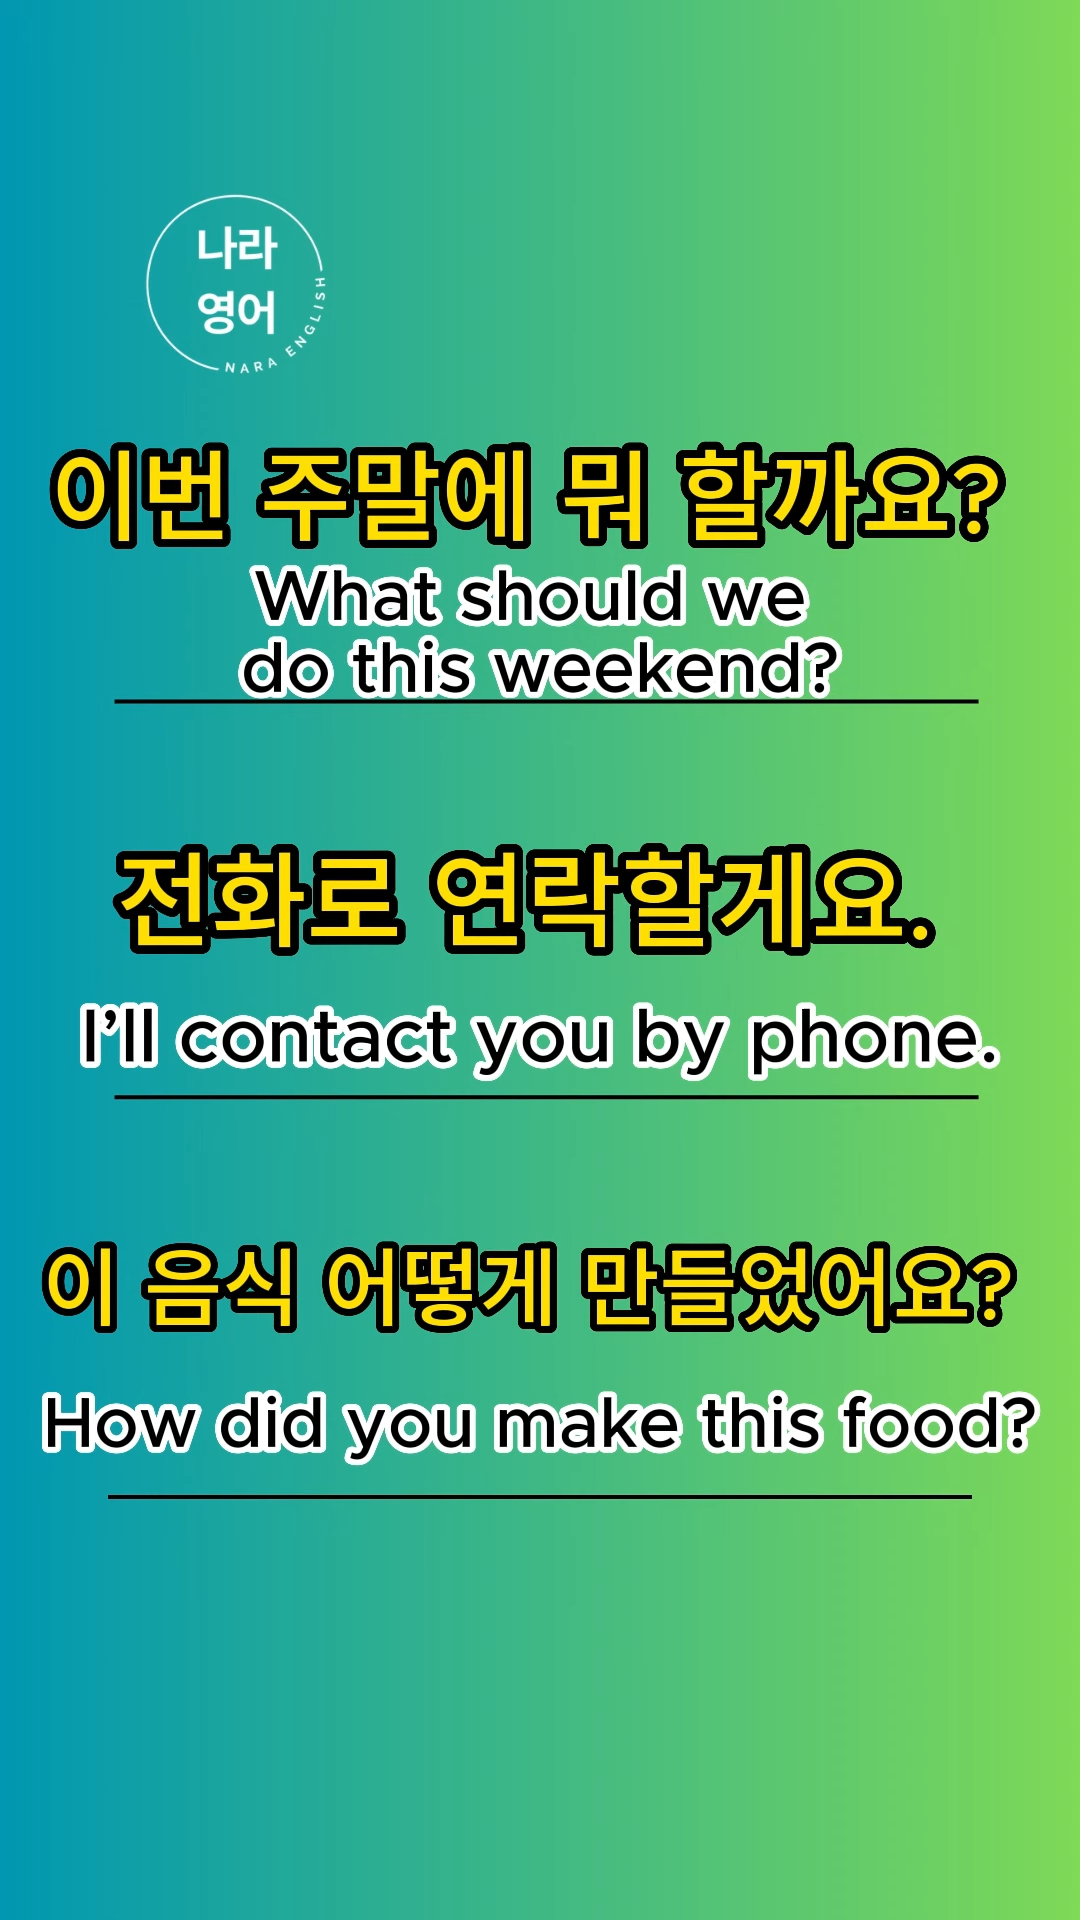 나라
영어
NARA ENGLISH
이번 주말에 뭐 할까요?
What should we
do this weekend?
전화로 연락할게요.
I’ll contact you by phone.
이 음식 어떻게 만들었어요?
How did you make this food?